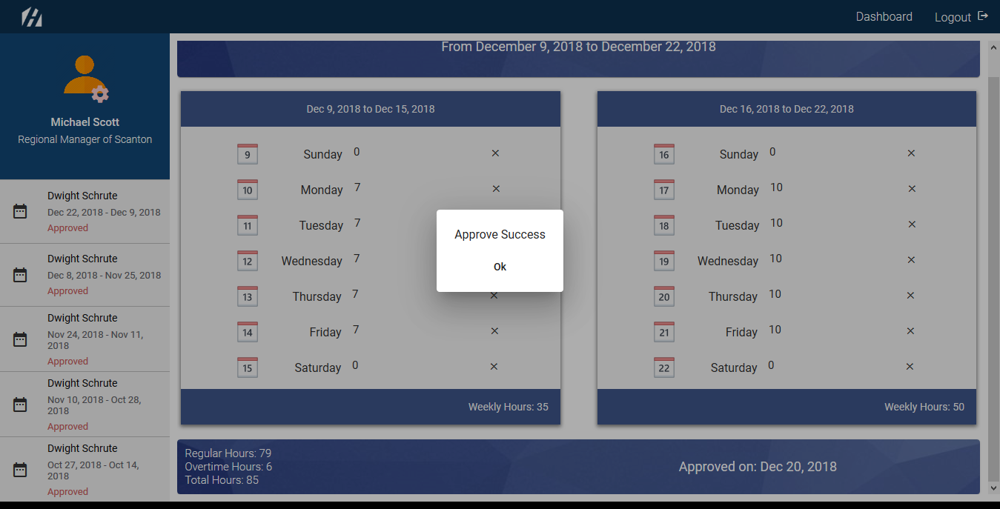 Dashboard
Logout
Michael Scott
Regional Manager of Scanton
Dwight Schrute
Dec 22, 2018 - Dec 9, 2018
Approved
Dwight Schrute
Dec 8, 2018 - Nov 25, 2018
Approved
Dwight Schrute
Nov 24, 2018 - Nov 11,
2018
Approved
Dwight Schrute
Nov 10, 2018 - Oct 28,
2018
Approved
Dwight Schrute
Oct 27, 2018 - Oct 14,
2018
Approved
From December 9, 2018 to December 22, 2018
Dec 9, 2018 to Dec 15, 2018
9 Sunday 0
10 Monday 7
11 Tuesday 7
12 Wednesday 7
13 Thursday 7
14 Friday 7
15 Saturday 0
Weekly Hours: 35
Dec 16, 2018 to Dec 22, 2018
16 Sunday 0
17 Monday 10
18 Tuesday 10
19 Wednesday 10
20 Thursday 10
21 Friday 10
22 Saturday 0
Weekly Hours: 50
Approve Success
Ok
Regular Hours: 79
Overtime Hours: 6
Total Hours: 85
Approved on: Dec 20, 2018